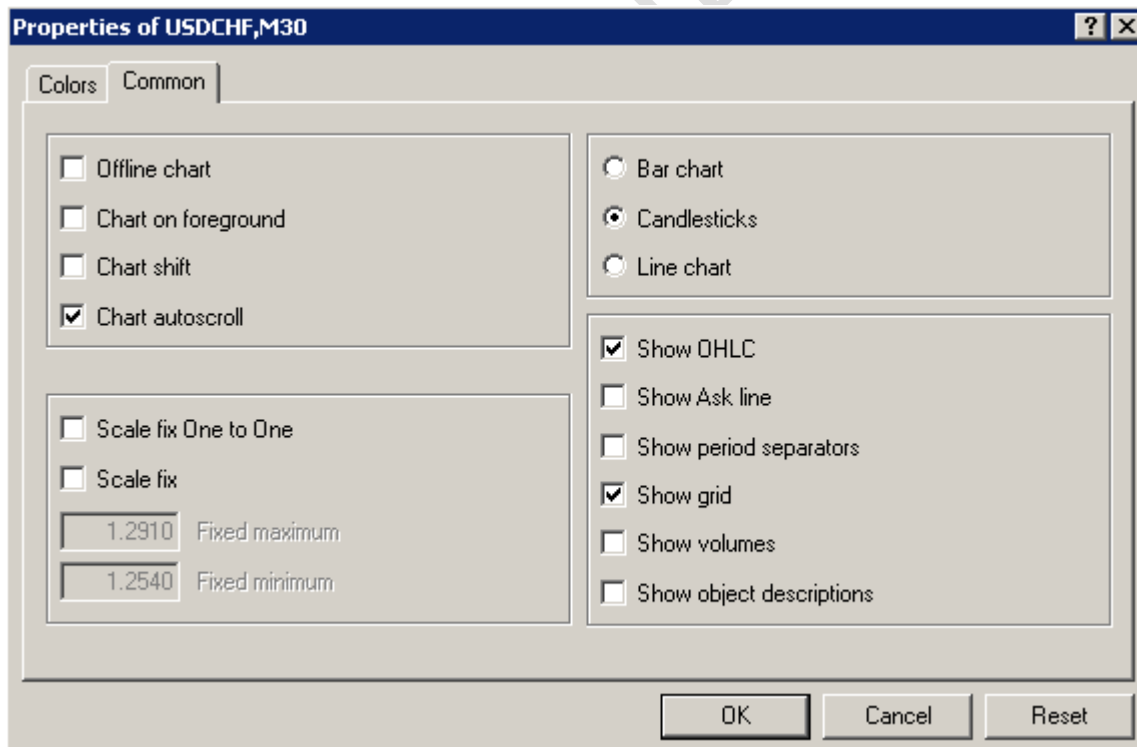 Properties of USDCHF,M30
Colors
Common
Offline chart
Chart on foreground
Chart shift
Chart autoscroll
Scale fix One to One
Scale fix
1.2910 Fixed maximum
1.2540 Fixed minimum
Bar chart
Candlesticks
Line chart
Show OHLC
Show Ask line
Show period separators
Show grid
Show volumes
Show object descriptions
OK
Cancel
Reset